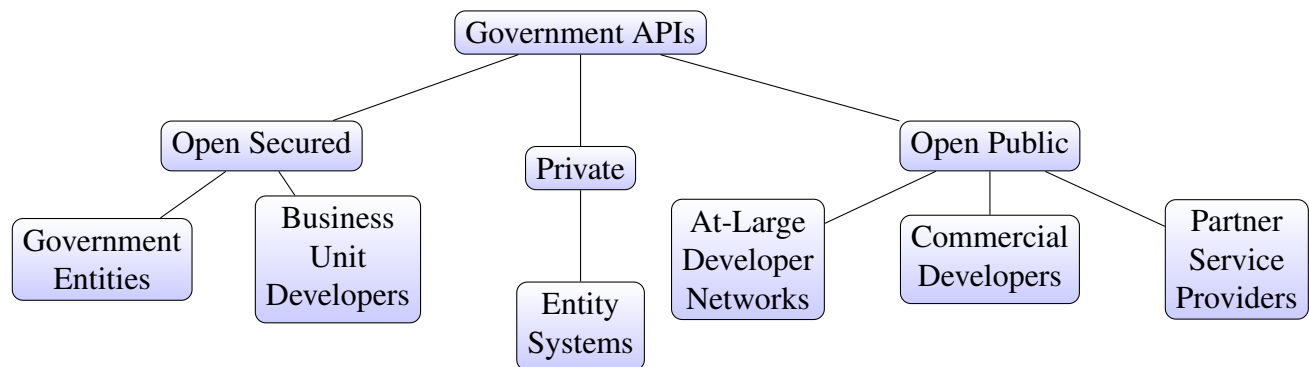 Government APIs
Open Secured
Private
Open Public
Government
Entities
Business
Unit
Developers
Entity
Systems
At-Large
Developer
Networks
Commercial
Developers
Partner
Service
Providers